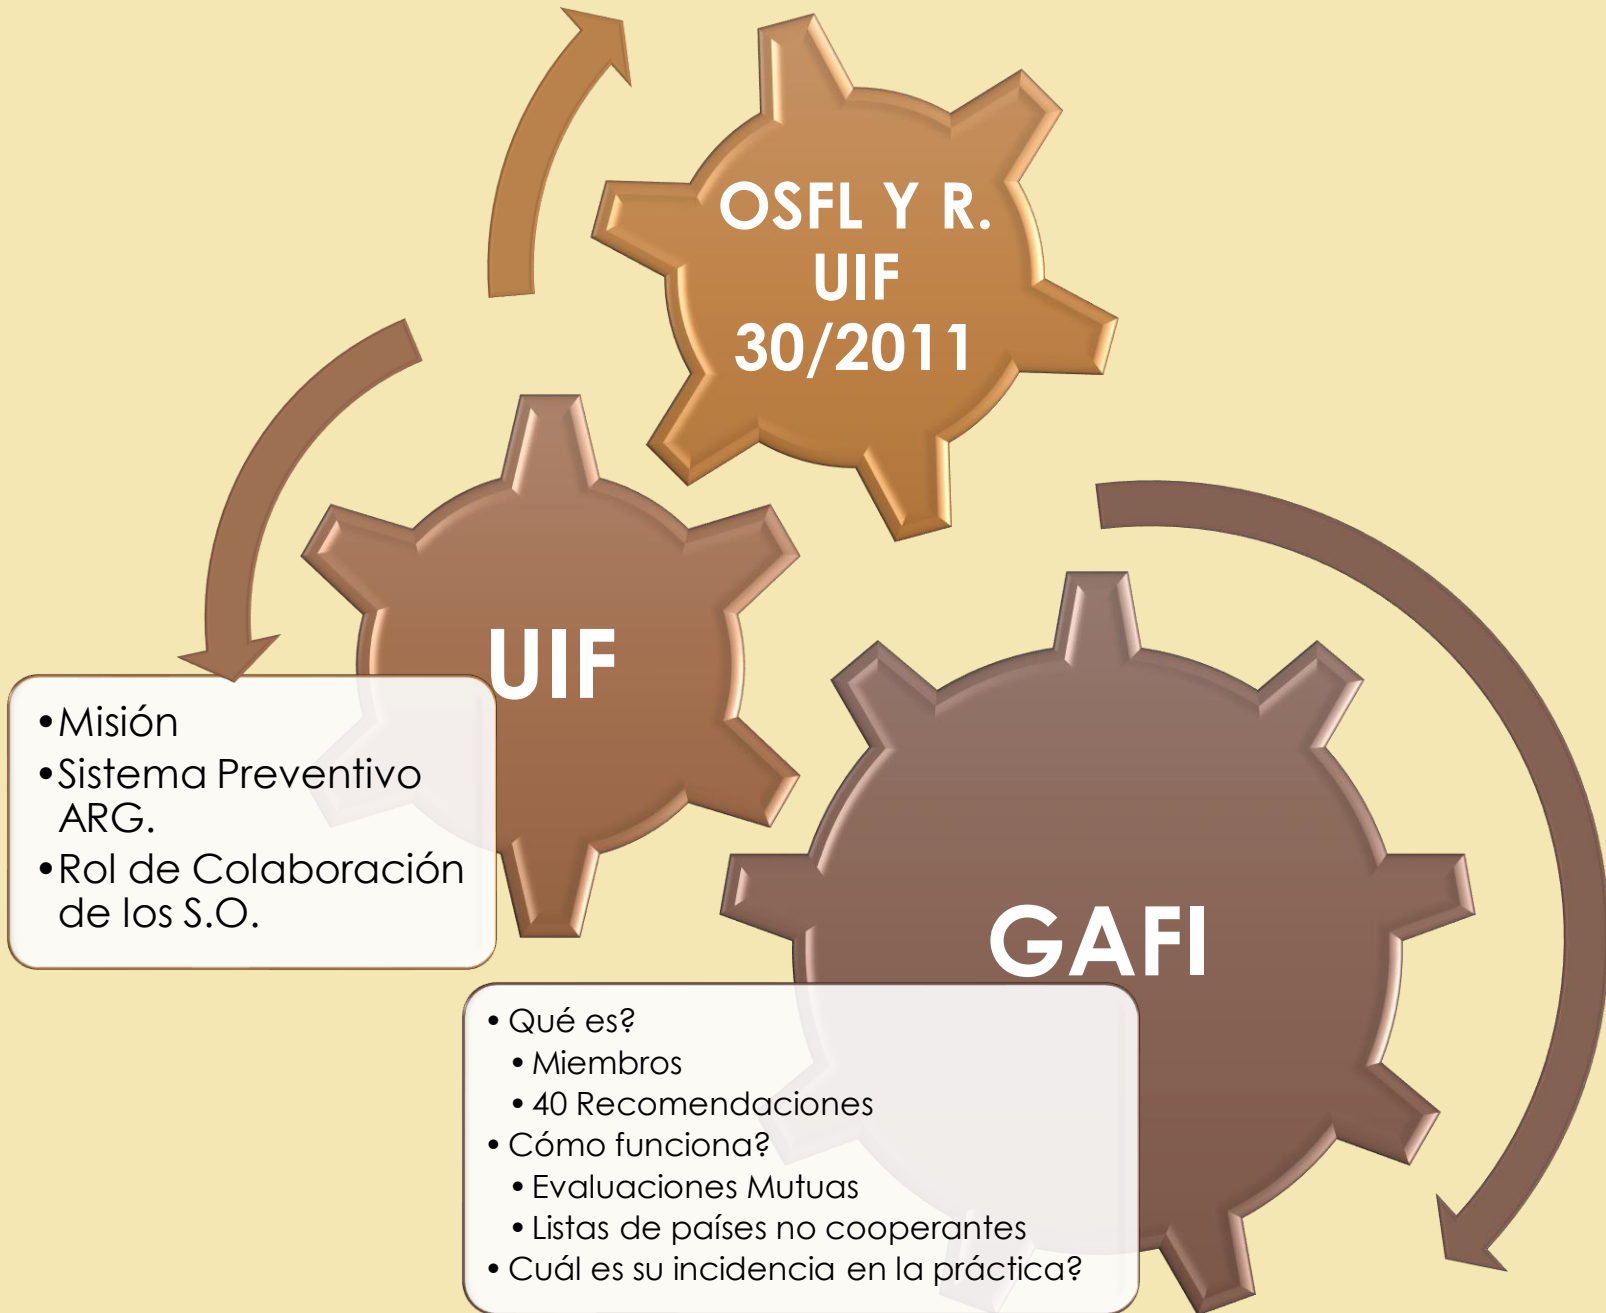 OSFL Y R.
UIF
30/2011
UIF
•Misión
•Sistema Preventivo
ARG.
•Rol de Colaboración
de los S.O.
GAFI
• Qué es?
• Miembros
• 40 Recomendaciones
• Cómo funciona?
• Evaluaciones Mutuas
• Listas de países no cooperantes
• Cuál es su incidencia en la práctica?